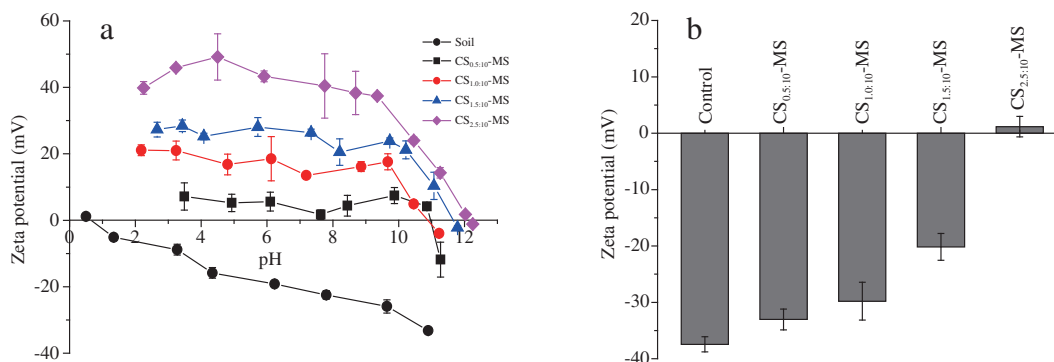 a
Zeta potential (mV)
60
40
20
0
-20
-40
0 2 4 6 8 10 12
pH
Soil
CS0.5:10-MS
CS1.0:10-MS
CS1.5:10-MS
CS2.5:10-MS
b
Zeta potential (mV)
20
10
0
-10
-20
-30
-40
Control
CS0.5:10-MS
CS1.0:10-MS
CS1.5:10-MS
CS2.5:10-MS